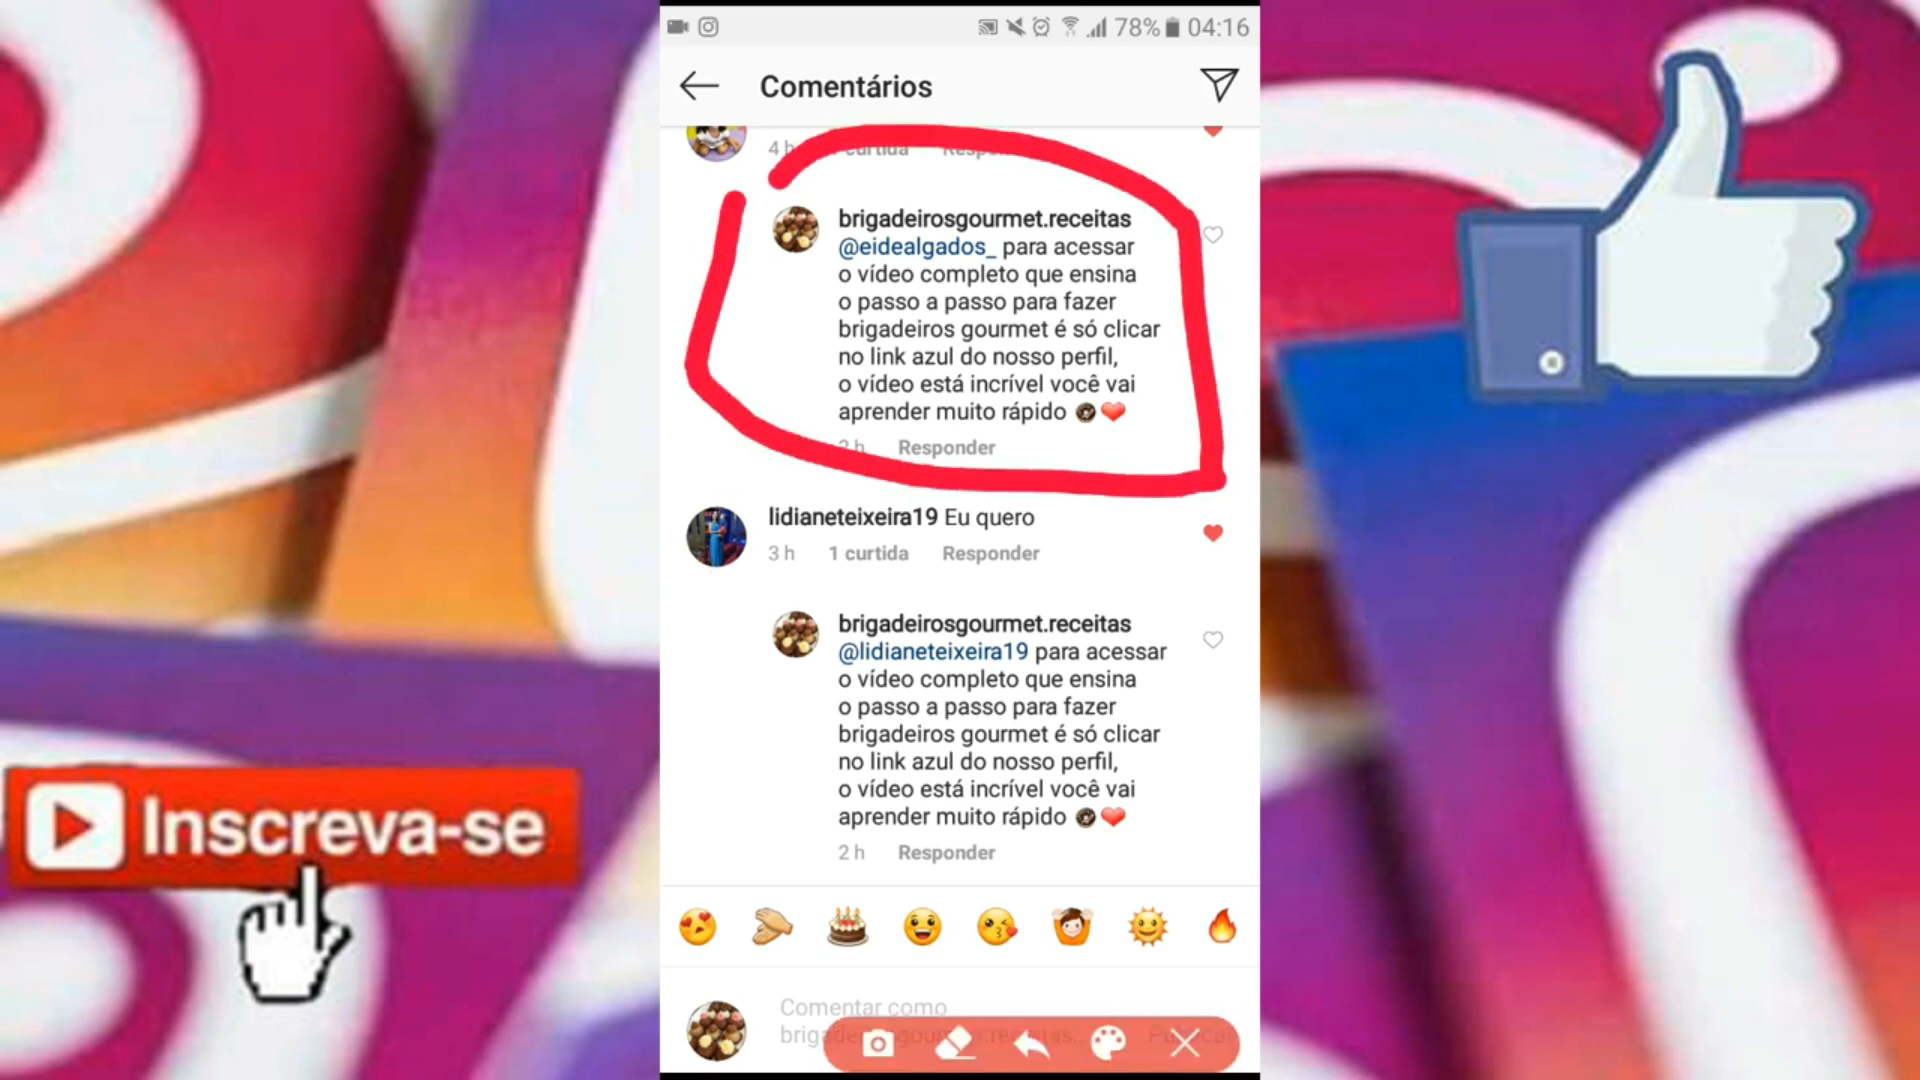 78% 04:16
Comentários
4 h curtida
brigadeirosgourmet.receitas
@eidealgados_ para acessar
o vídeo completo que ensina
o passo a passo para fazer
brigadeiros gourmet é só clicar
no link azul do nosso perfil,
o vídeo está incrível você vai
aprender muito rápido
2 h Responder
lidianeteixeira19 Eu quero
3 h 1 curtida Responder
brigadeirosgourmet.receitas
@lidianeteixeira19 para acessar
o vídeo completo que ensina
o passo a passo para fazer
brigadeiros gourmet é só clicar
no link azul do nosso perfil,
o vídeo está incrível você vai
aprender muito rápido
2 h Responder
Comentar como
Inscreva-se